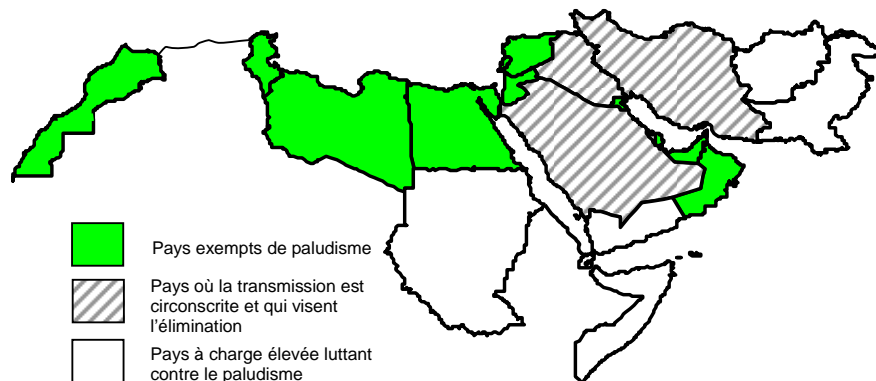 Pays exempts de paludisme
Pays où la transmission est
circonscrite et qui visent
l'élimination
Pays à charge élevée luttant
contre le paludisme